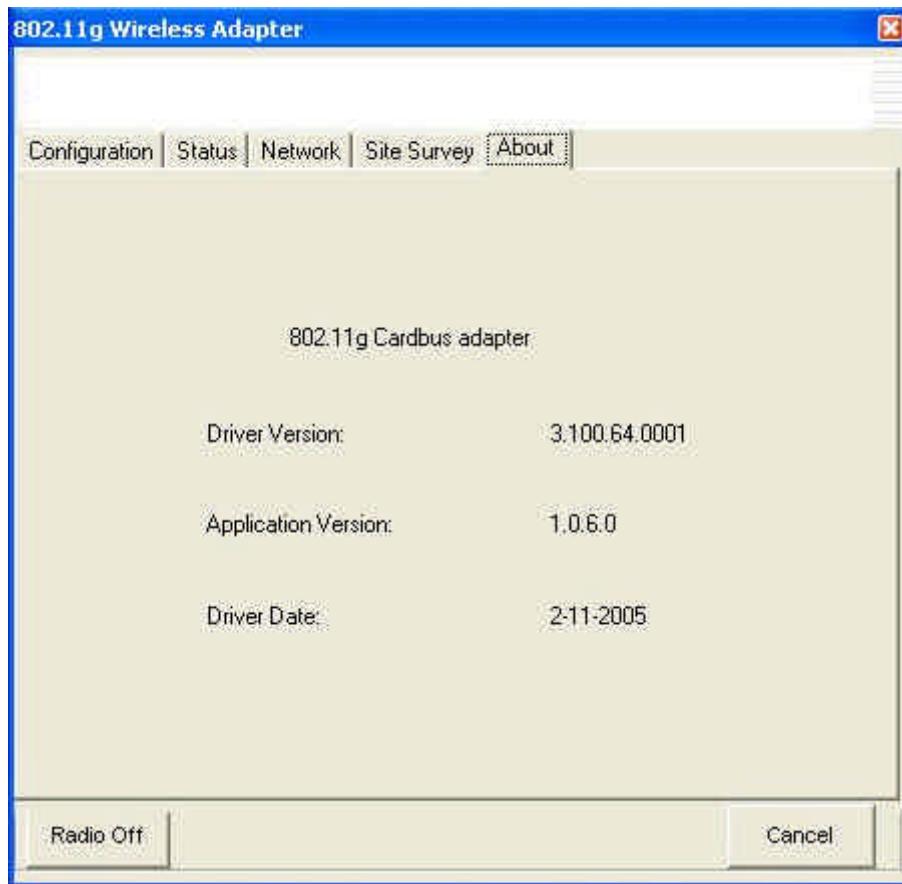 802.11g Wireless Adapter
Configuration Status Network Site Survey About
802.11g Cardbus adapter
Driver Version: 3.100.64.0001
Application Version: 1.0.6.0
Driver Date: 2-11-2005
Radio Off Cancel